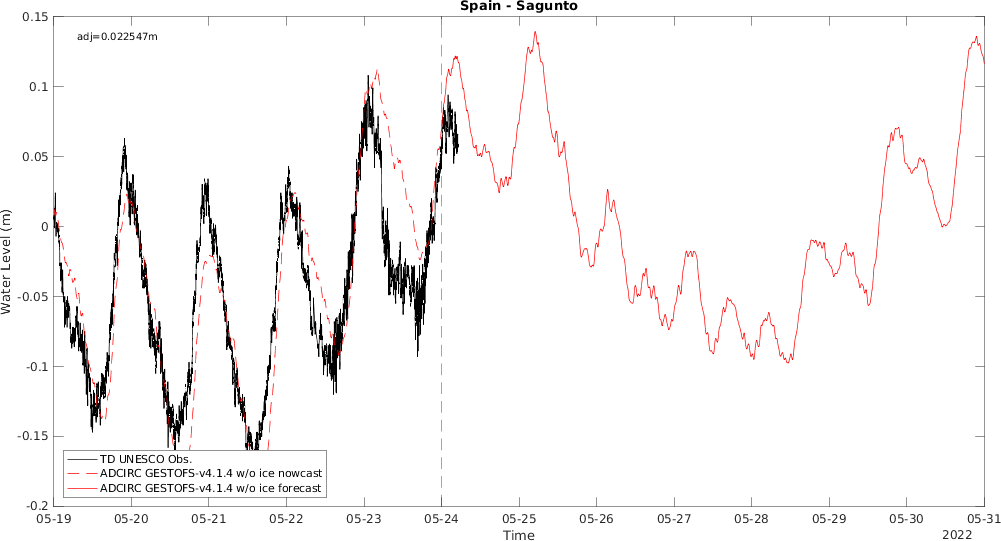 Spain - Sagunto
adj=0.022547m
0.15
0.1
0.05
0
-0.05
-0.1
-0.15
-0.2
Water Level (m)
TD UNESCO Obs.
ADCIRC GESTOFS-v4.1.4 w/o ice nowcast
ADCIRC GESTOFS-v4.1.4 w/o ice forecast
05-19 05-20 05-21 05-22 05-23 05-24 05-25 05-26 05-27 05-28 05-29 05-30 05-31
Time
2022